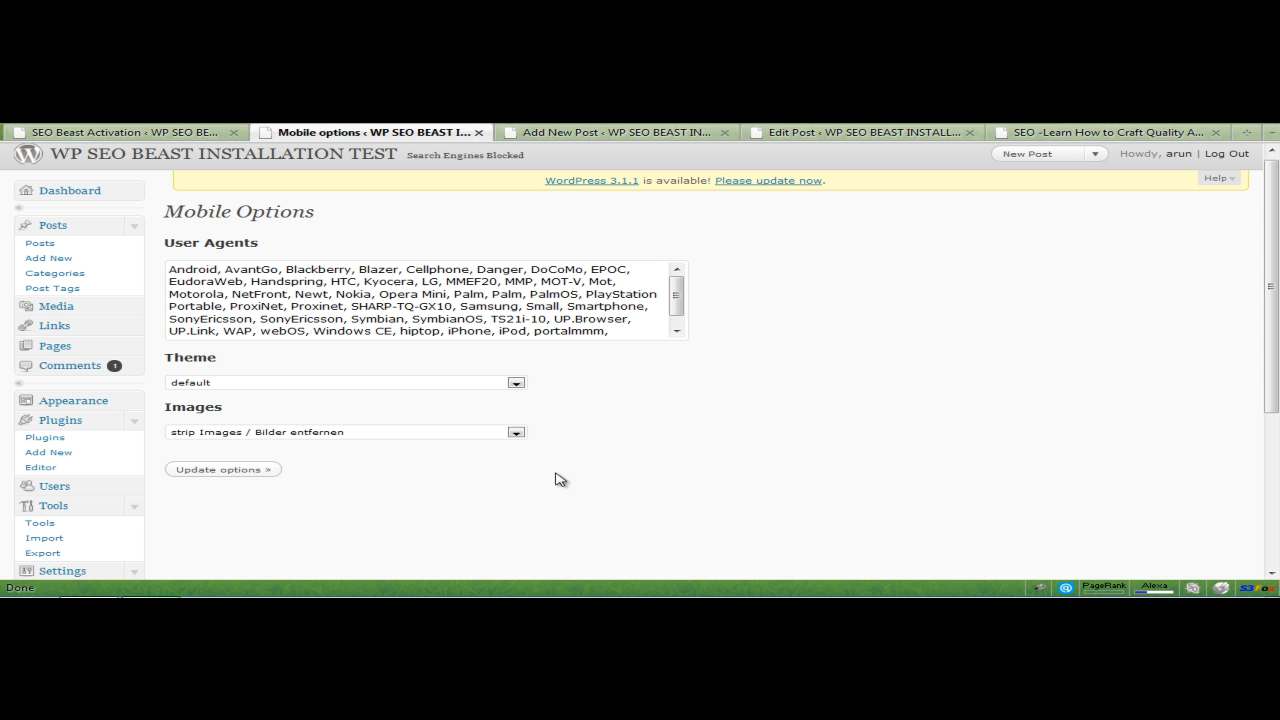 SEO Beast Activation ‹ WP SEO BE...
Mobile options ‹ WP SEO BEAST I...
Add New Post ‹ WP SEO BEAST IN...
Edit Post ‹ WP SEO BEAST INSTALL...
SEO -Learn How to Craft Quality A...
WP SEO BEAST INSTALLATION TEST
Search Engines Blocked
New Post
Howdy, arun | Log Out
WordPress 3.1.1 is available! Please update now.
Help
Dashboard
Posts
Posts
Add New
Categories
Post Tags
Media
Links
Pages
Comments 1
Appearance
Plugins
Plugins
Add New
Editor
Users
Tools
Tools
Import
Export
Settings
Mobile Options
User Agents
Android, AvantGo, Blackberry, Blazer, Cellphone, Danger, DoCoMo, EPOC,
EudoraWeb, Handspring, HTC, Kyocera, LG, MMEF20, MMP, MOT-V, Mot,
Motorola, NetFront, Newt, Nokia, Opera Mini, Palm, Palm, PalmOS, PlayStation
Portable, ProxiNet, Proxinet, SHARP-TQ-GX10, Samsung, Small, Smartphone,
SonyEricsson, SonyEricsson, Symbian, SymbianOS, TS21i-10, UP.Browser,
UP.Link, WAP, webOS, Windows CE, hiptop, iPhone, iPod, portalmmm,
Theme
default
Images
strip Images / Bilder entfernen
Update options »
Done
PageRank
Alexa
S3Fox